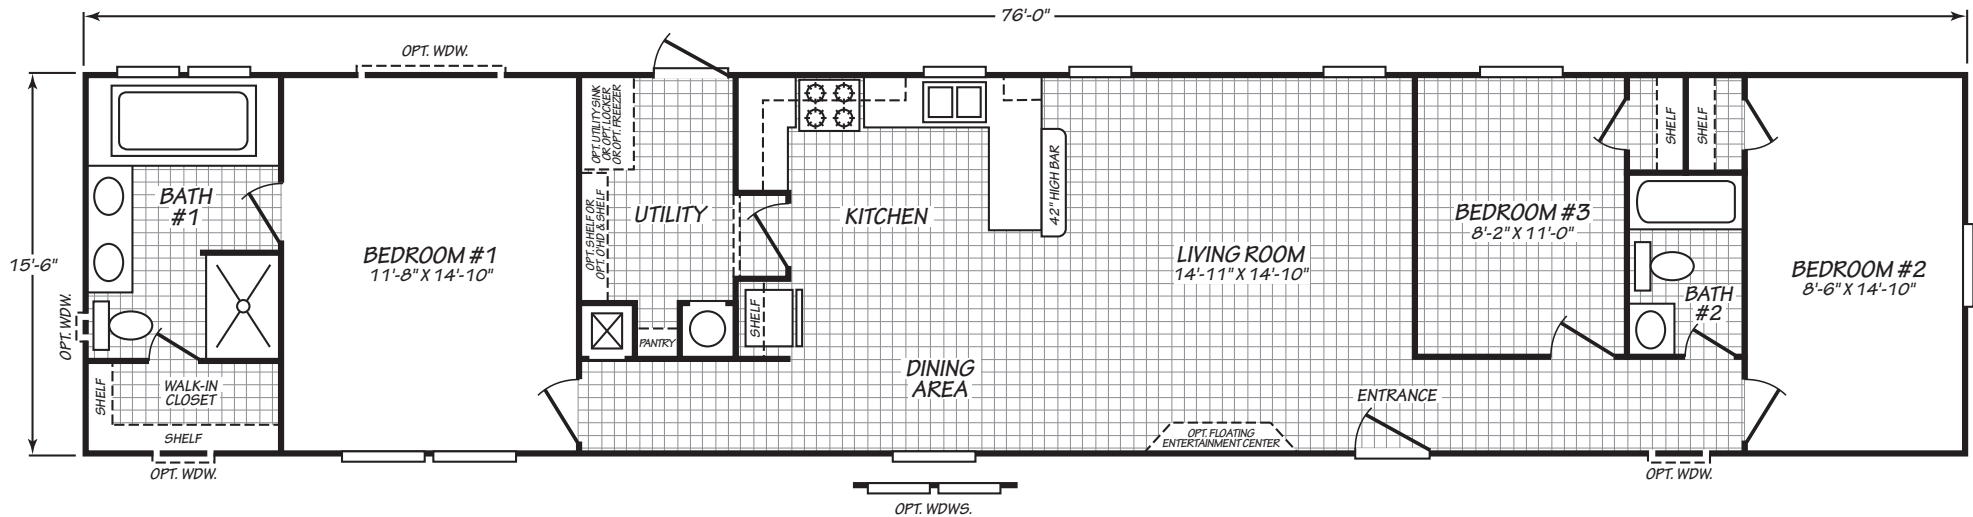 76'-0"
15'-6"
OPT. WDW.
BATH
#1
OPT. WDW.
SHELF
WALK-IN
CLOSET
SHELF
OPT. WDW.
BEDROOM #1
11'-8" X 14'-10"
OPT. UTILITY SINK
OR OPT. LOCKER
OR OPT. FREEZER
OPT. SHELF OR
OPT. O'HD & SHELF
UTILITY
PANTRY
SHELF
KITCHEN
42" HIGH BAR
DINING
AREA
OPT. WDWS.
LIVING ROOM
14'-11" X 14'-10"
OPT. FLOATING
ENTERTAINMENT CENTER
ENTRANCE
BEDROOM #3
8'-2" X 11'-0"
SHELF
SHELF
BATH
#2
OPT. WDW.
BEDROOM #2
8'-6" X 14'-10"